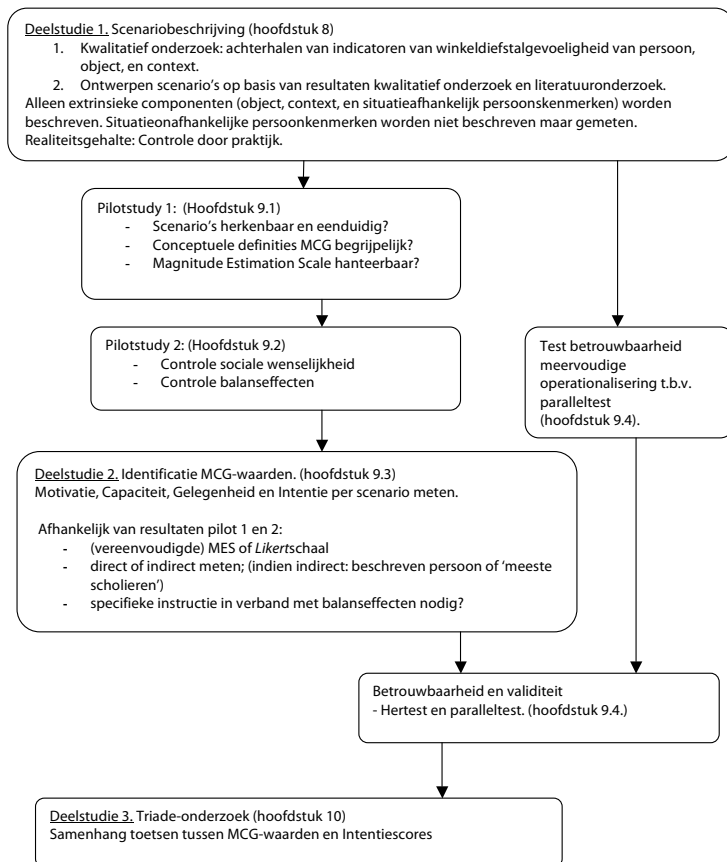 Deelstudie 1. Scenariobeschrijving (hoofdstuk 8)
1. Kwalitatief onderzoek: achterhalen van indicatoren van winkeldiefstalgevoeligheid van persoon,
object, en context.
2. Ontwerpen scenario's op basis van resultaten kwalitatief onderzoek en literatuuronderzoek.
Alleen extrinsieke componenten (object, context, en situatieafhankelijk persoonskenmerken) worden
beschreven. Situatieonafhankelijke persoonkenmerken worden niet beschreven maar gemeten.
Realiteitsgehalte: Controle door praktijk.
Pilotstudy 1: (Hoofdstuk 9.1)
- Scenario's herkenbaar en eenduidig?
- Conceptuele definities MCG begrijpelijk?
- Magnitude Estimation Scale hanteerbaar?
Pilotstudy 2: (Hoofdstuk 9.2)
- Controle sociale wenselijkheid
- Controle balanseffecten
Test betrouwbaarheid
meervoudige
operationalisering t.b.v.
paralleltest
(hoofdstuk 9.4).
Deelstudie 2. Identificatie MCG-waarden. (hoofdstuk 9.3)
Motivatie, Capaciteit, Gelegenheid en Intentie per scenario meten.
Afhankelijk van resultaten pilot 1 en 2:
- (vereenvoudigde) MES of Likertschaal
- direct of indirect meten; (indien indirect: beschreven persoon of 'meeste
scholieren')
- specifieke instructie in verband met balanseffecten nodig?
Betrouwbaarheid en validiteit
- Hertest en paralleltest. (hoofdstuk 9.4.)
Deelstudie 3. Triade-onderzoek (hoofdstuk 10)
Samenhang toetsen tussen MCG-waarden en Intentiescores